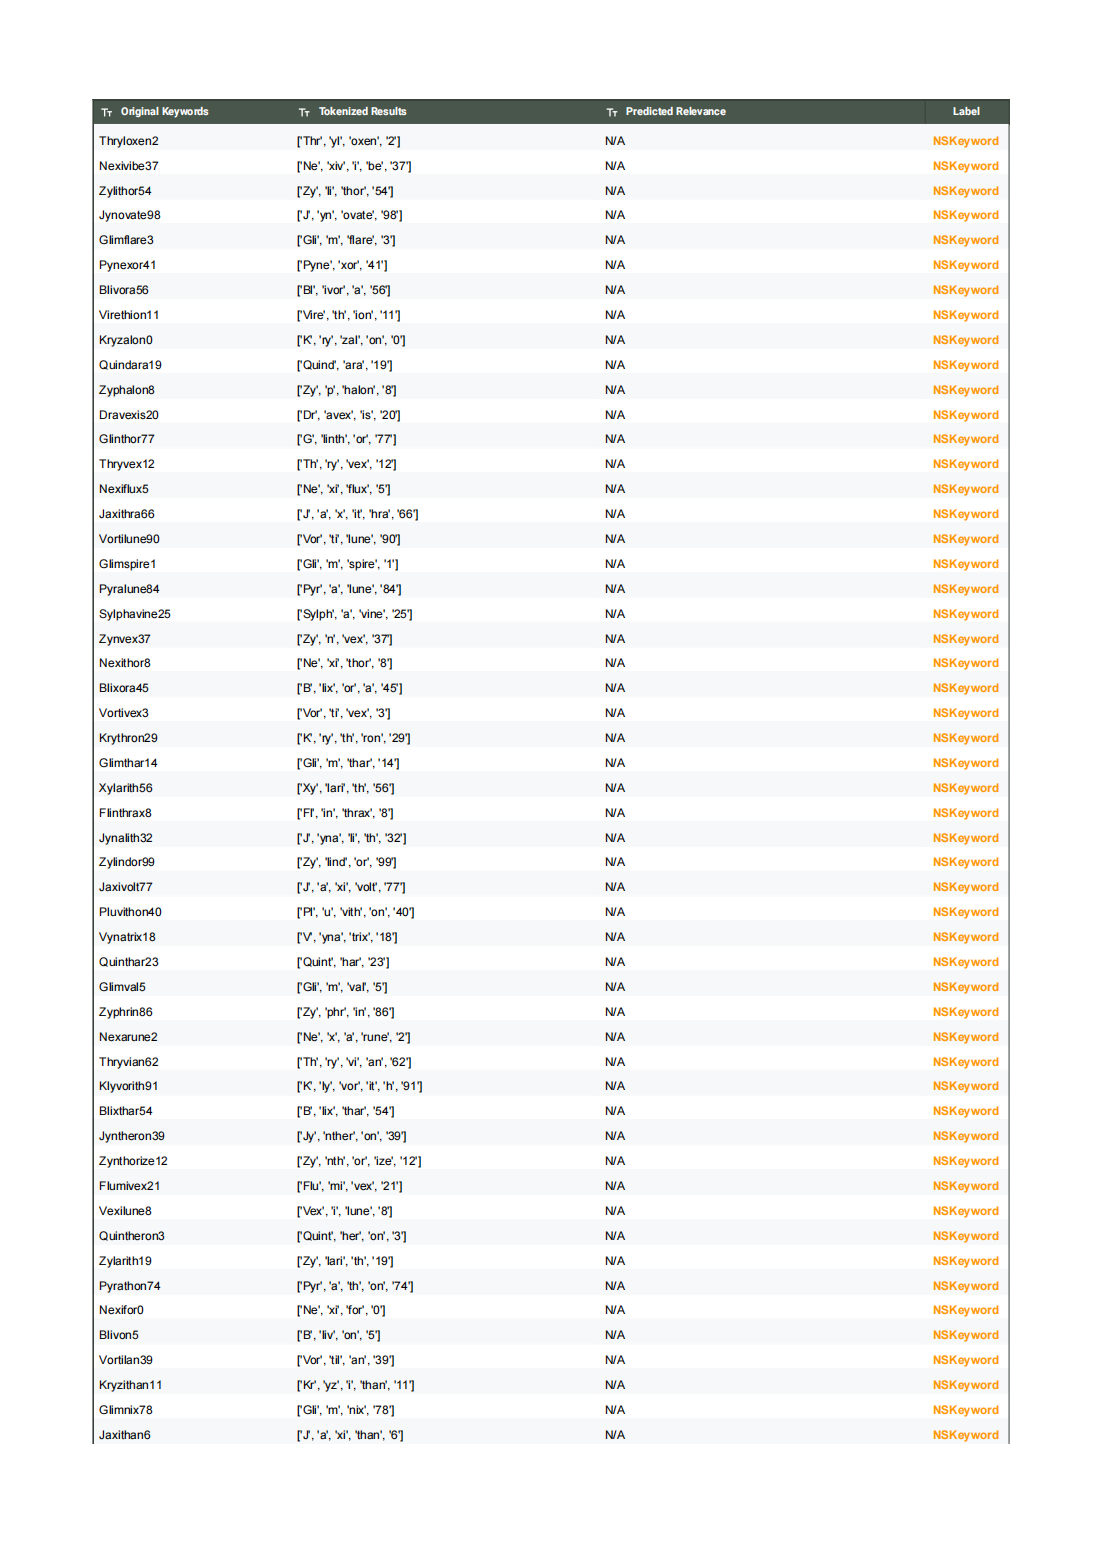 Tт Original Keywords Tт Tokenized Results Tт Predicted Relevance Label
Thryloxen2 ['Thr', 'yl', 'oxen', '2'] N/A NSKeyword
Nexivibe37 ['Ne', 'xiv', 'i', 'be', '37'] N/A NSKeyword
Zylithor54 ['Zy', 'li', 'thor', '54'] N/A NSKeyword
Jynovate98 ['J', 'yn', 'ovate', '98'] N/A NSKeyword
Glimflare3 ['Gli', 'm', 'flare', '3'] N/A NSKeyword
Pynexor41 ['Pyne', 'xor', '41'] N/A NSKeyword
Blivora56 ['Bl', 'ivor', 'a', '56'] N/A NSKeyword
Virethion11 ['Vire', 'th', 'ion', '11'] N/A NSKeyword
Kryzalon0 ['K', 'ry', 'zal', 'on', '0'] N/A NSKeyword
Quindara19 ['Quind', 'ara', '19'] N/A NSKeyword
Zyphalon8 ['Zy', 'p', 'halon', '8'] N/A NSKeyword
Dravexis20 ['Dr', 'avex', 'is', '20'] N/A NSKeyword
Glinthor77 ['G', 'linth', 'or', '77'] N/A NSKeyword
Thryvex12 ['Th', 'ry', 'vex', '12'] N/A NSKeyword
Nexiflux5 ['Ne', 'xi', 'flux', '5'] N/A NSKeyword
Jaxithra66 ['J', 'a', 'x', 'it', 'hra', '66'] N/A NSKeyword
Vortilune90 ['Vor', 'ti', 'lune', '90'] N/A NSKeyword
Glimspire1 ['Gli', 'm', 'spire', '1'] N/A NSKeyword
Pyralune84 ['Pyr', 'a', 'lune', '84'] N/A NSKeyword
Sylphavine25 ['Sylph', 'a', 'vine', '25'] N/A NSKeyword
Zynvex37 ['Zy', 'n', 'vex', '37'] N/A NSKeyword
Nexithor8 ['Ne', 'xi', 'thor', '8'] N/A NSKeyword
Blixora45 ['B', 'lix', 'or', 'a', '45'] N/A NSKeyword
Vortivex3 ['Vor', 'ti', 'vex', '3'] N/A NSKeyword
Krythron29 ['K', 'ry', 'th', 'ron', '29'] N/A NSKeyword
Glimthar14 ['Gli', 'm', 'thar', '14'] N/A NSKeyword
Xylarith56 ['Xy', 'lari', 'th', '56'] N/A NSKeyword
Flinthrax8 ['Fl', 'in', 'thrax', '8'] N/A NSKeyword
Jynalith32 ['J', 'yna', 'li', 'th', '32'] N/A NSKeyword
Zylindor99 ['Zy', 'lind', 'or', '99'] N/A NSKeyword
Jaxivolt77 ['J', 'a', 'xi', 'volt', '77'] N/A NSKeyword
Pluvithon40 ['Pl', 'u', 'vith', 'on', '40'] N/A NSKeyword
Vynatrix18 ['V', 'yna', 'trix', '18'] N/A NSKeyword
Quinthar23 ['Quint', 'har', '23'] N/A NSKeyword
Glimval5 ['Gli', 'm', 'val', '5'] N/A NSKeyword
Zyphrin86 ['Zy', 'phr', 'in', '86'] N/A NSKeyword
Nexarune2 ['Ne', 'x', 'a', 'rune', '2'] N/A NSKeyword
Thryvian62 ['Th', 'ry', 'vi', 'an', '62'] N/A NSKeyword
Klyvorith91 ['K', 'ly', 'vor', 'it', 'h', '91'] N/A NSKeyword
Blixthar54 ['B', 'lix', 'thar', '54'] N/A NSKeyword
Jyntheron39 ['Jy', 'nther', 'on', '39'] N/A NSKeyword
Zynthorize12 ['Zy', 'nth', 'or', 'ize', '12'] N/A NSKeyword
Flumivex21 ['Flu', 'mi', 'vex', '21'] N/A NSKeyword
Vexilune8 ['Vex', 'i', 'lune', '8'] N/A NSKeyword
Quintheron3 ['Quint', 'her', 'on', '3'] N/A NSKeyword
Zylarith19 ['Zy', 'lari', 'th', '19'] N/A NSKeyword
Pyrathon74 ['Pyr', 'a', 'th', 'on', '74'] N/A NSKeyword
Nexifor0 ['Ne', 'xi', 'for', '0'] N/A NSKeyword
Blivon5 ['B', 'liv', 'on', '5'] N/A NSKeyword
Vortilan39 ['Vor', 'til', 'an', '39'] N/A NSKeyword
Kryzithan11 ['Kr', 'yz', 'i', 'than', '11'] N/A NSKeyword
Glimnix78 ['Gli', 'm', 'nix', '78'] N/A NSKeyword
Jaxithan6 ['J', 'a', 'xi', 'than', '6'] N/A NSKeyword